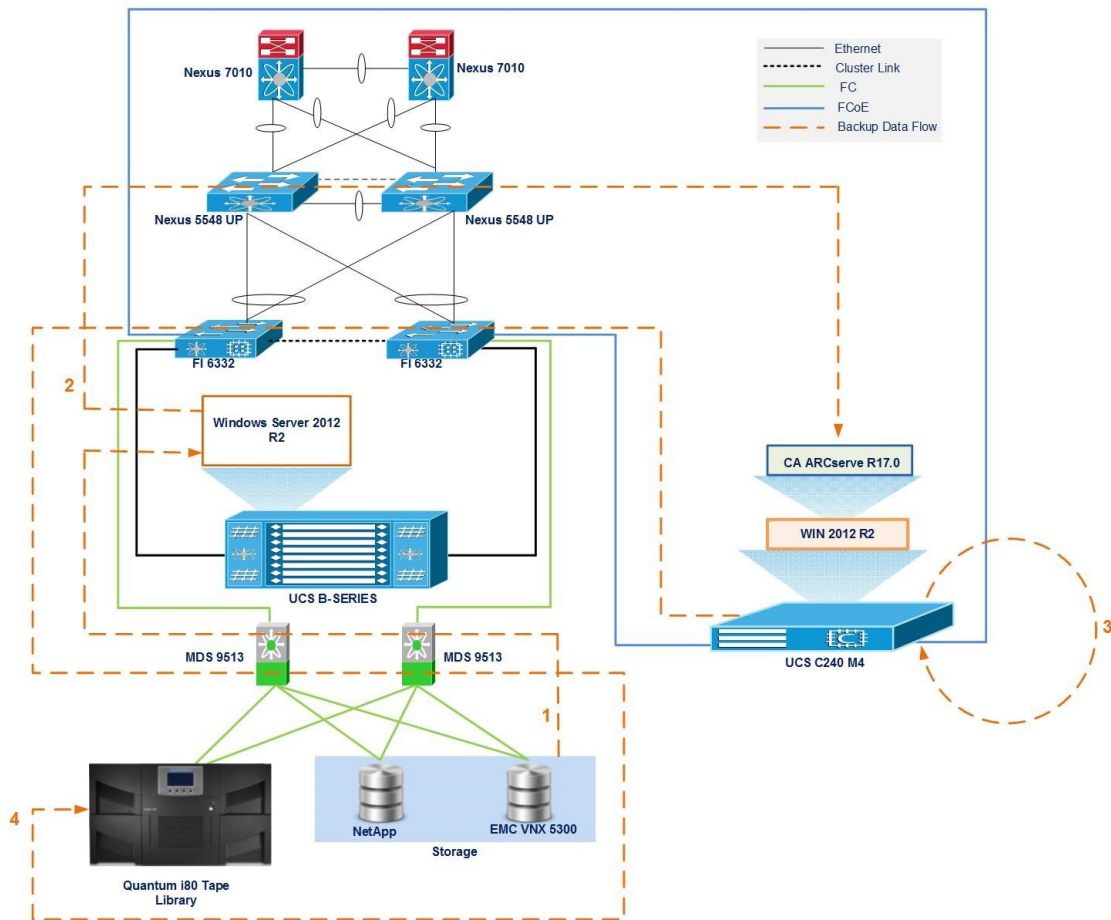 Nexus 7010
Nexus 7010
Ethernet
Cluster Link
FC
FCoE
Backup Data Flow
Nexus 5548 UP
Nexus 5548 UP
FI 6332
FI 6332
2
Windows Server 2012
R2
CA ARCserve R17.0
WIN 2012 R2
UCS B-SERIES
3
UCS C240 M4
MDS 9513
MDS 9513
1
4
NetApp
EMC VNX 5300
Storage
Quantum i80 Tape
Library